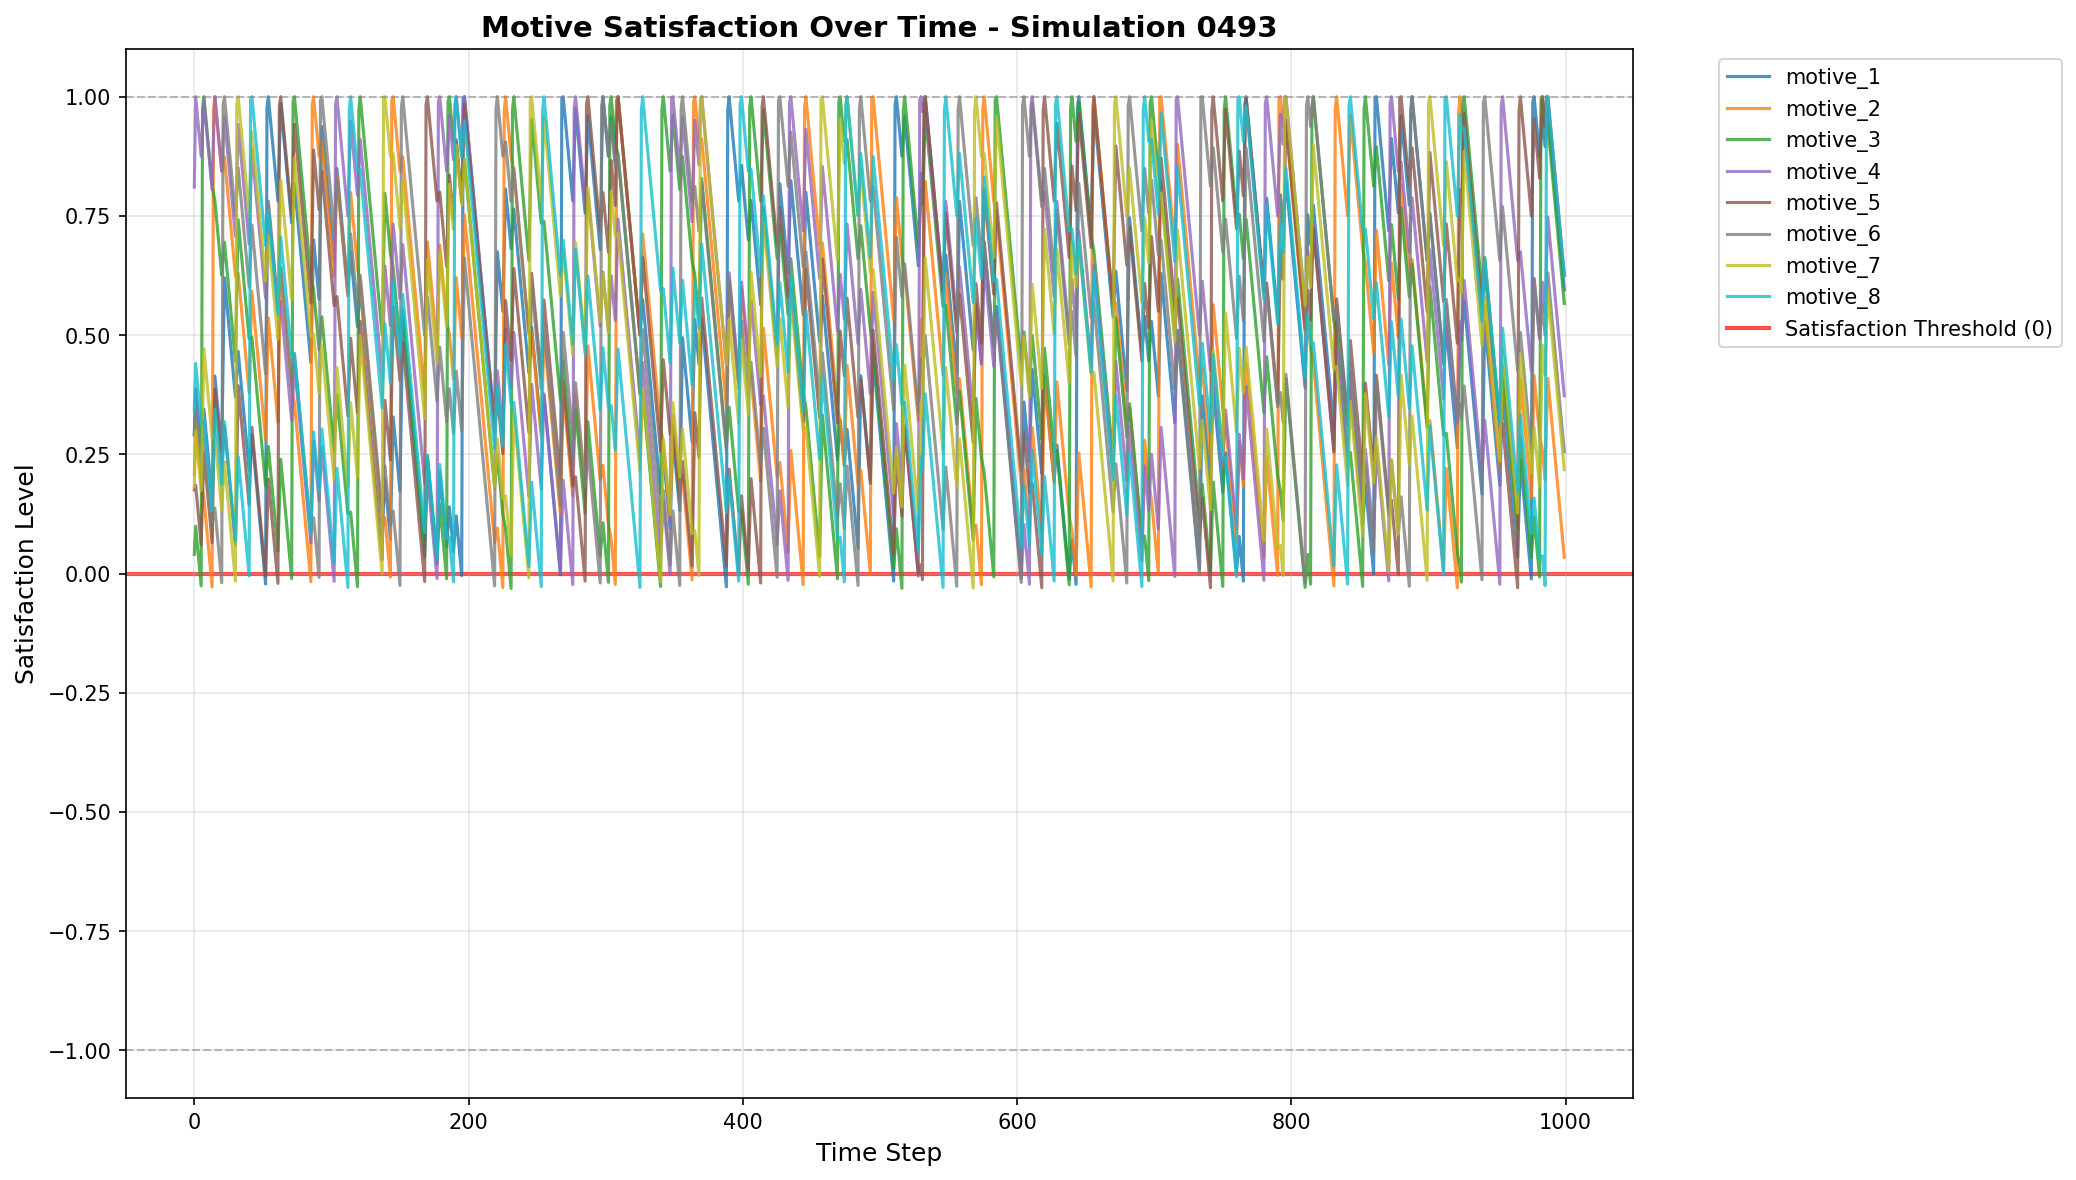 Motive Satisfaction Over Time - Simulation 0493
1.00
0.75
0.50
0.25
0.00
−0.25
−0.50
−0.75
−1.00
Satisfaction Level
0
200
400
600
800
1000
Time Step
motive_1
motive_2
motive_3
motive_4
motive_5
motive_6
motive_7
motive_8
Satisfaction Threshold (0)